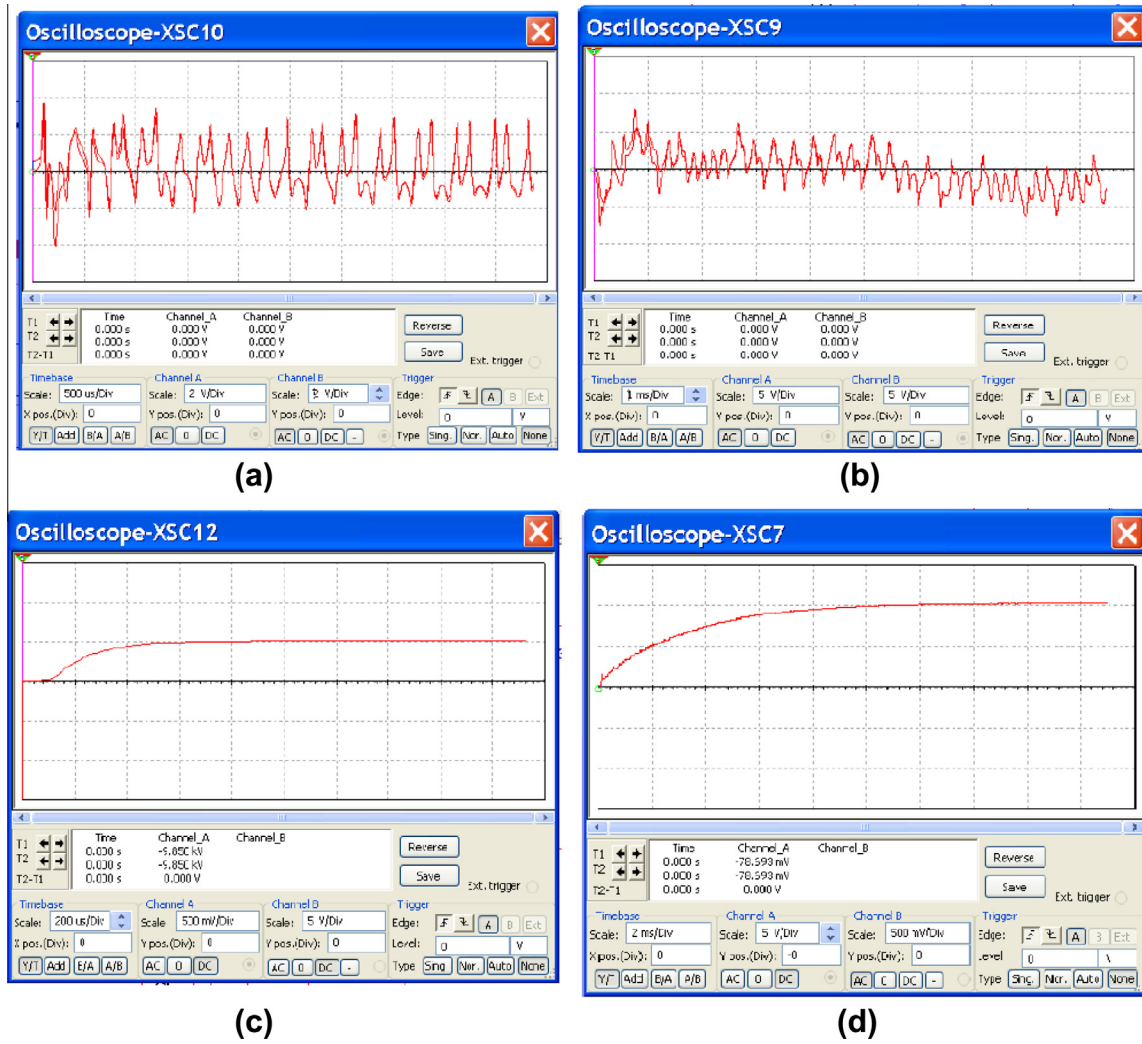 Oscilloscope-XSC10
Time Channel_A Channel_B
T1 0.000 s 0.000 V 0.000 V
T2 0.000 s 0.000 V 0.000 V
T2-T1 0.000 s 0.000 V 0.000 V
Reverse
Save
Ext. trigger
Timebase Channel A Channel B Trigger
Scale: 500 us/Div Scale: 2 V/Div Scale: 2 V/Div Edge: A B Ext
X pos.(Div): 0 Y pos.(Div): 0 Y pos.(Div): 0 Level: 0 V
Y/T Add B/A A/B AC 0 DC AC 0 DC - Type Sing. Nor. Auto None
(a)
Oscilloscope-XSC9
Time Channel_A Channel_B
T1 0.000 s 0.000 V 0.000 V
T2 0.000 s 0.000 V 0.000 V
T2-T1 0.000 s 0.000 V 0.000 V
Reverse
Save
Ext. trigger
Timebase Channel A Channel B Trigger
Scale: 1 ms/Div Scale: 5 V/Div Scale: 5 V/Div Edge: A B Ext
X pos.(Div): 0 Y pos.(Div): 0 Y pos.(Div): 0 Level: 0 V
Y/T Add B/A A/B AC 0 DC AC 0 DC - Type Sing. Nor. Auto None
(b)
Oscilloscope-XSC12
Time Channel_A Channel_B
T1 0.000 s -9.850 kV
T2 0.000 s -9.850 kV
T2-T1 0.000 s 0.000 V
Reverse
Save
Ext. trigger
Timebase Channel A Channel B Trigger
Scale: 200 us/Div Scale 500 mV/Div Scale: 5 V/Div Edge: A B Ext
X pos.(Div): 0 Y pos.(Div): 0 Y pos.(Div): 0 Level: 0 V
Y/T Add B/A A/B AC 0 DC AC 0 DC - Type Sing. Nor. Auto None
(c)
Oscilloscope-XSC7
Time Channel_A Channel_B
T1 0.000 s -78.593 mV
T2 0.000 s -78.593 mV
T2-T1 0.000 s 0.000 V
Reverse
Save
Ext. trigger
Timebase Channel A Channel B Trigger
Scale: 2 ms/Div Scale: 5 V/Div Scale: 500 mV/Div Edge: A B Ext
X pos.(Div): 0 Y pos.(Div): -0 Y pos.(Div): 0 Level 0
Y/T Add B/A A/B AC 0 DC AC 0 DC - Type Sing. Nor. Auto None
(d)